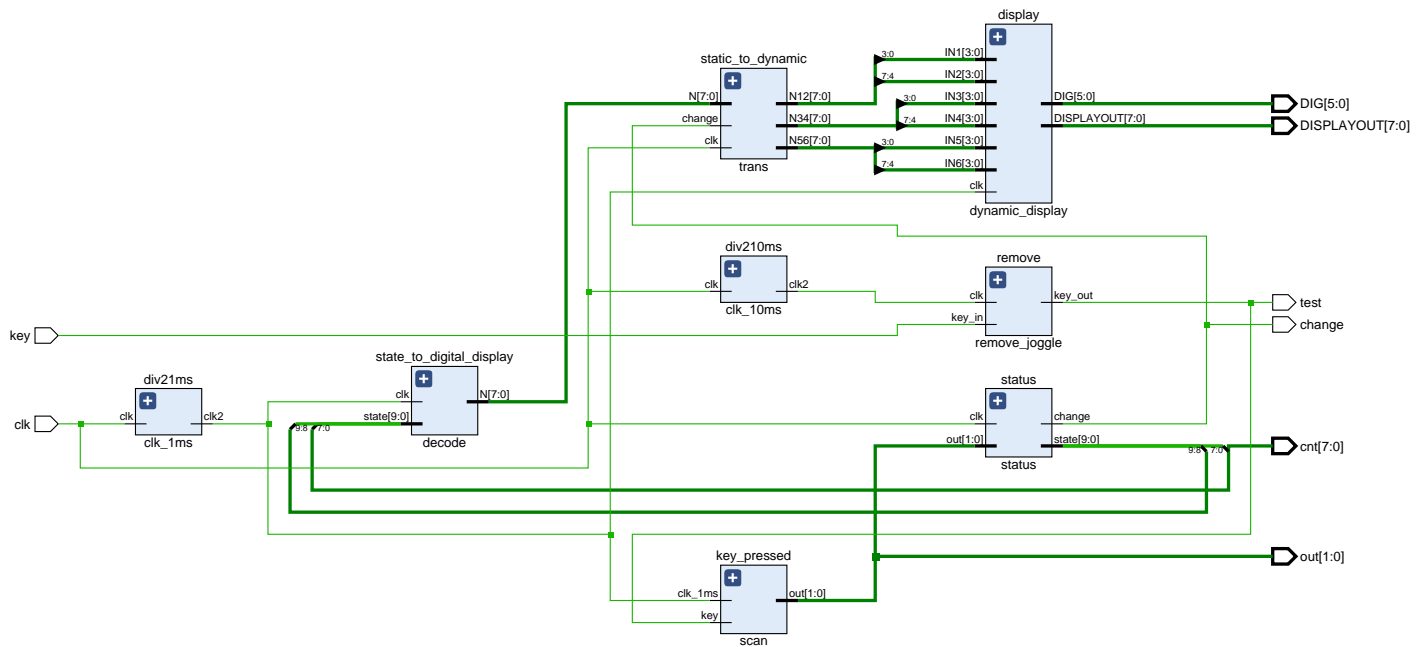 display
IN1[3:0]
IN2[3:0]
IN3[3:0]
IN4[3:0]
IN5[3:0]
IN6[3:0]
clk
DIG[5:0]
DISPLAYOUT[7:0]
dynamic_display
3:0
7:4
3:0
7:4
3:0
7:4
DIG[5:0]
DISPLAYOUT[7:0]
static_to_dynamic
N[7:0]
change
clk
N12[7:0]
N34[7:0]
N56[7:0]
trans
div210ms
clk
clk2
clk_10ms
remove
clk
key_in
key_out
remove_joggle
test
change
key
state_to_digital_display
clk
state[9:0]
N[7:0]
decode
9:8
7:0
div21ms
clk
clk
clk2
clk_1ms
status
clk
out[1:0]
change
state[9:0]
status
9:8
7:0
cnt[7:0]
key_pressed
clk_1ms
key
out[1:0]
scan
out[1:0]